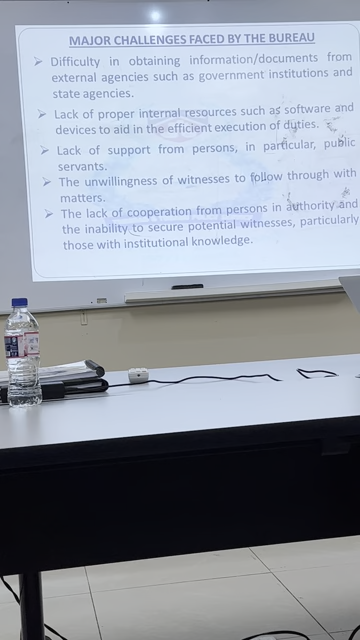 MAJOR CHALLENGES FACED BY THE BUREAU
➢ Difficulty in obtaining information/documents from
external agencies such as government institutions and
state agencies.
➢ Lack of proper internal resources such as software and
devices to aid in the efficient execution of duties.
➢ Lack of support from persons, in particular, public
servants.
➢ The unwillingness of witnesses to follow through with
matters.
➢ The lack of cooperation from persons in authority and
the inability to secure potential witnesses, particularly
those with institutional knowledge.